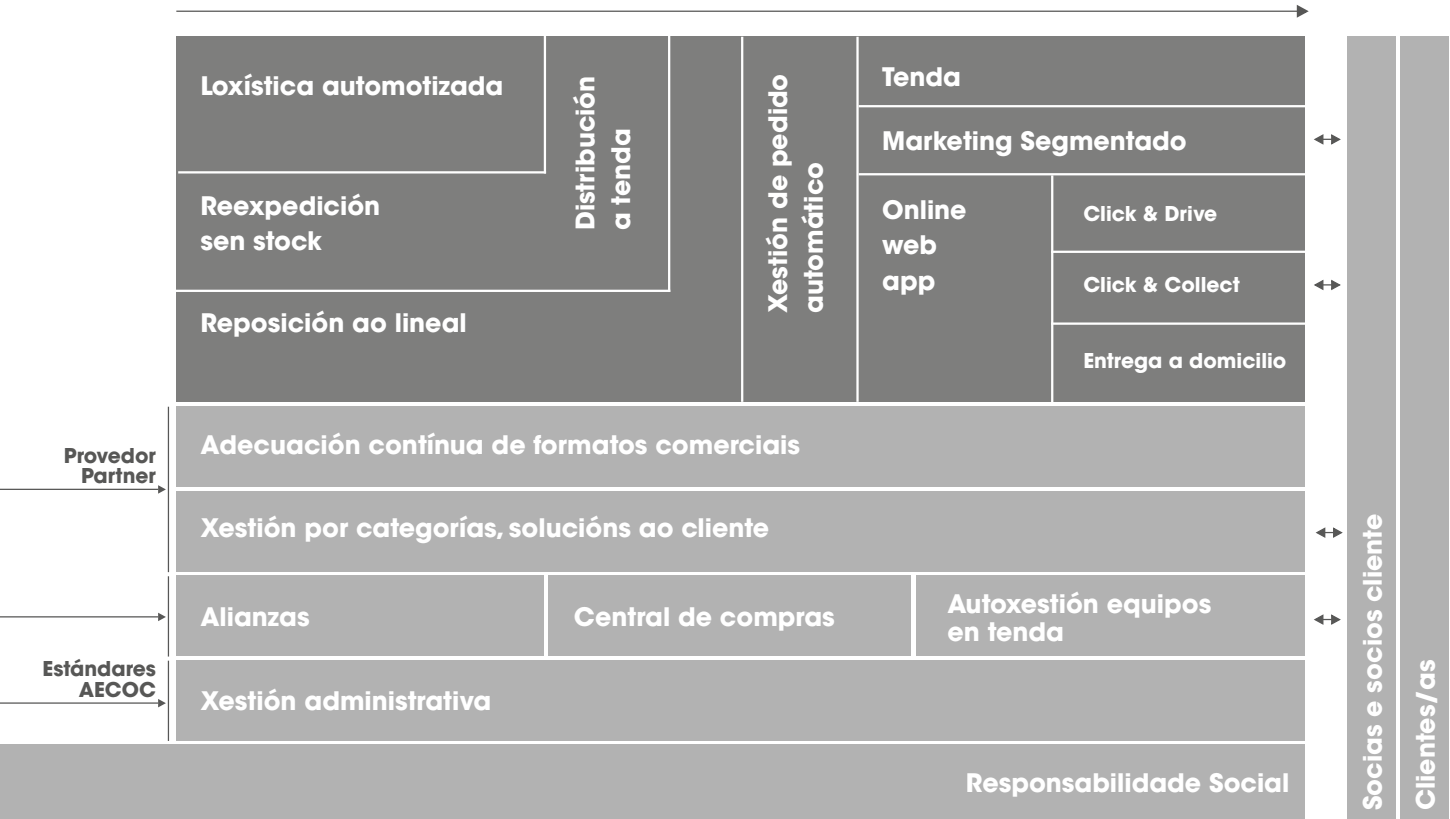 Loxística automotizada
Distribución
a tenda
Reexpedición
sen stock
Reposición ao lineal
Xestión de pedido
automático
Tenda
Marketing Segmentado
Online
web
app
Click & Drive
Click & Collect
Entrega a domicilio
Provedor
Partner
Adecuación contínua de formatos comerciais
Xestión por categorías, solucións ao cliente
Alianzas
Central de compras
Autoxestión equipos
en tenda
Estándares
AECOC
Xestión administrativa
Responsabilidade Social
Socias e socios cliente
Clientes/as